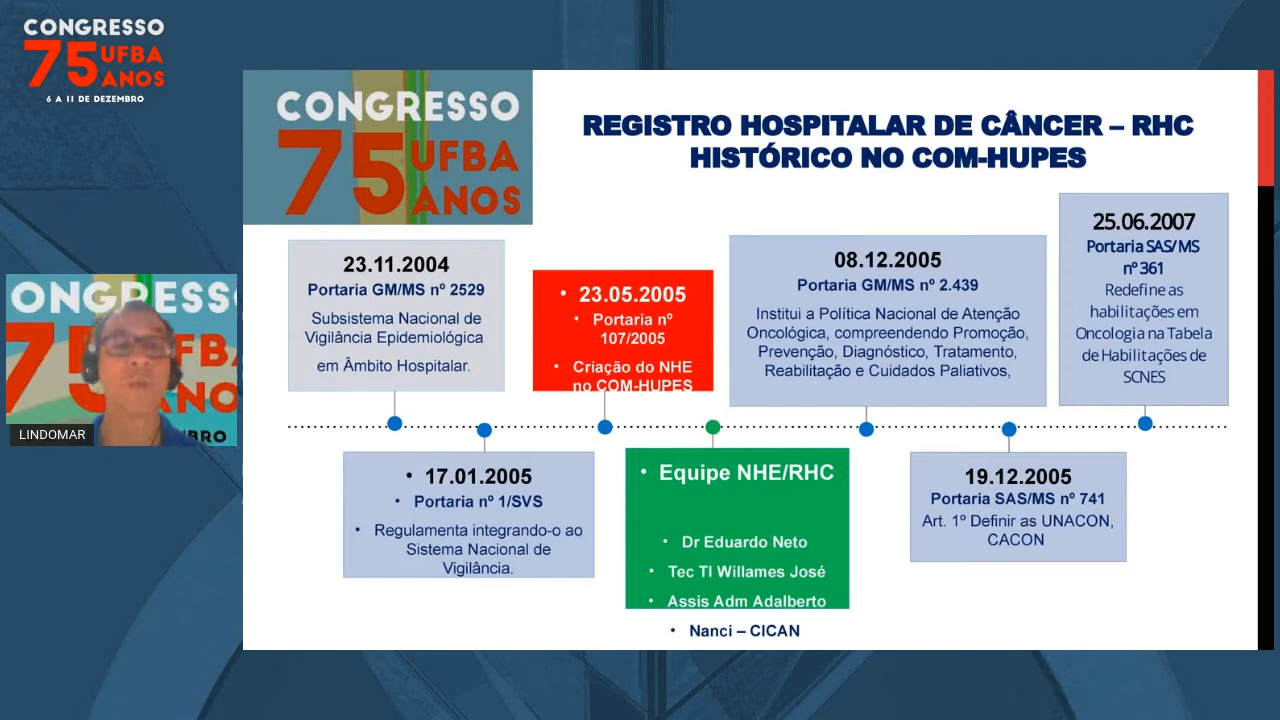 CONGRESSO
75 UFBA
ANOS
6 A 11 DE DEZEMBRO
CONGRESSO
75 UFBA
ANOS
REGISTRO HOSPITALAR DE CÂNCER – RHC
HISTÓRICO NO COM-HUPES
23.11.2004
Portaria GM/MS nº 2529
Subsistema Nacional de
Vigilância Epidemiológica
em Âmbito Hospitalar.
• 23.05.2005
• Portaria nº
107/2005
• Criação do NHE
no COM-HUPES
08.12.2005
Portaria GM/MS nº 2.439
Institui a Política Nacional de Atenção
Oncológica, compreendendo Promoção,
Prevenção, Diagnóstico, Tratamento,
Reabilitação e Cuidados Paliativos,
25.06.2007
Portaria SAS/MS
nº 361
Redefine as
habilitações em
Oncologia na Tabela
de Habilitações de
SCNES
• 17.01.2005
• Portaria nº 1/SVS
• Regulamenta integrando-o ao
Sistema Nacional de
Vigilância.
• Equipe NHE/RHC
• Dr Eduardo Neto
• Tec TI Willames José
• Assis Adm Adalberto
• Nanci – CICAN
19.12.2005
Portaria SAS/MS nº 741
Art. 1º Definir as UNACON,
CACON
ONGRESS
75 FBA
ANO
BRO
LINDOMAR